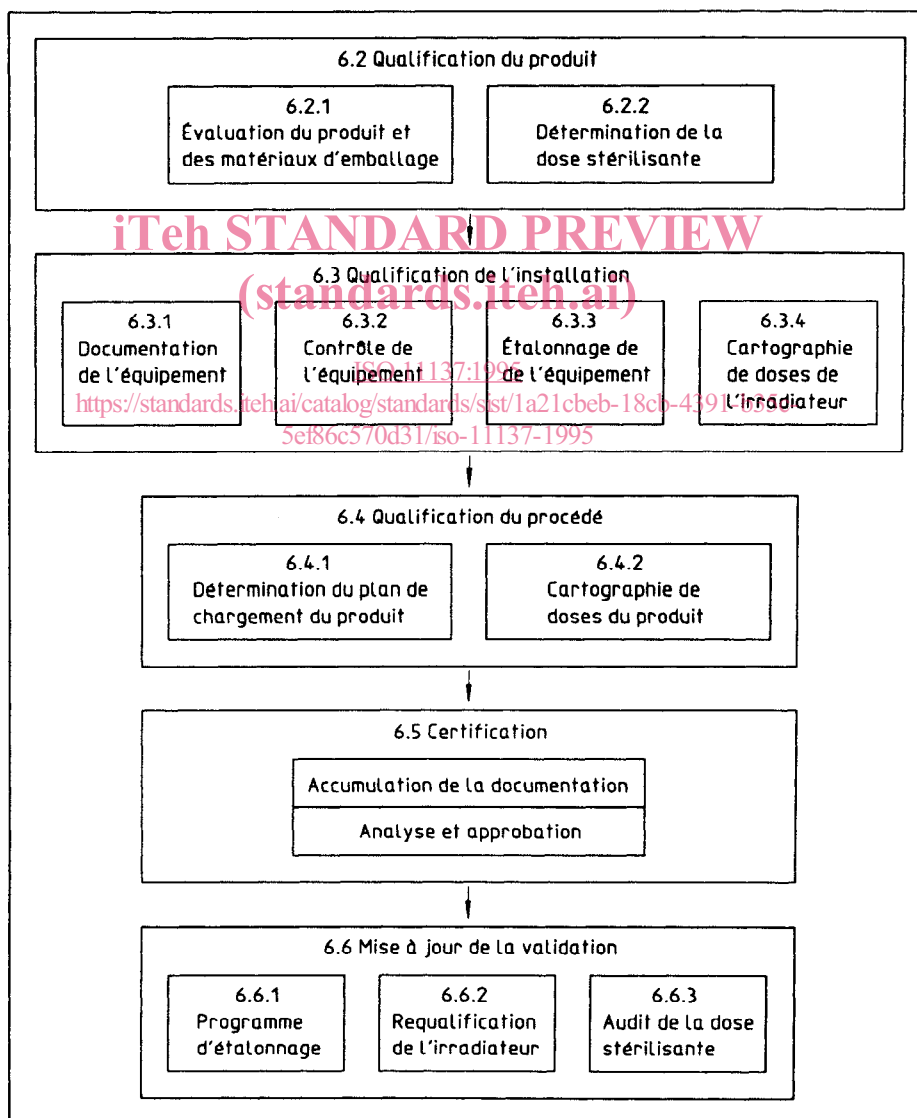 6.2 Qualification du produit
6.2.1
Évaluation du produit et
des matériaux d'emballage
6.2.2
Détermination de la
dose stérilisante
iTeh STANDARD PREVIEW
(standards.iteh.ai)
6.3 Qualification de l'installation
6.3.1
Documentation
de l'équipement
6.3.2
Contrôle de
l'équipement
6.3.3
Étalonnage de
de l'équipement
6.3.4
Cartographie
de doses de
l'irradiateur
ISO 11137:1995
https://standards.iteh.ai/catalog/standards/sist/1a21cbeb-18cb-4391-
5ef86c570d31/iso-11137-1995
6.4 Qualification du procédé
6.4.1
Détermination du plan de
chargement du produit
6.4.2
Cartographie de
doses du produit
6.5 Certification
Accumulation de la documentation
Analyse et approbation
6.6 Mise à jour de la validation
6.6.1
Programme
d'étalonnage
6.6.2
Requalification
de l'irradiateur
6.6.3
Audit de la dose
stérilisante